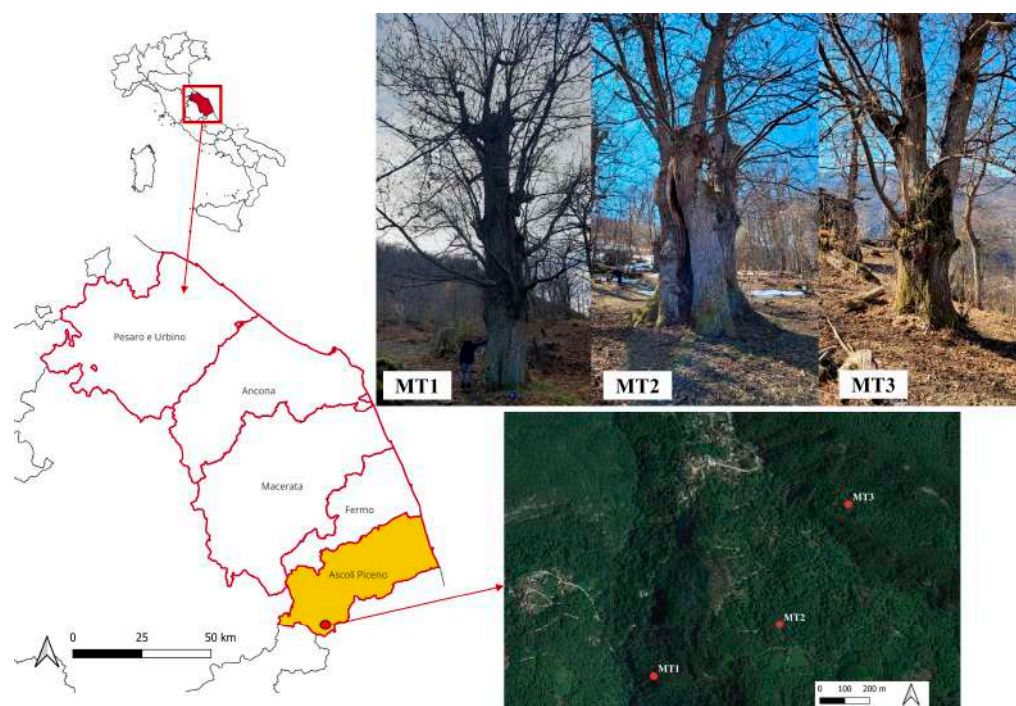 MT1
MT2
MT3
Pesaro e Urbino
Ancona
Macerata
Fermo
Ascoli Piceno
0 25 50 km
MT3
MT2
MT1
0 100 200 m